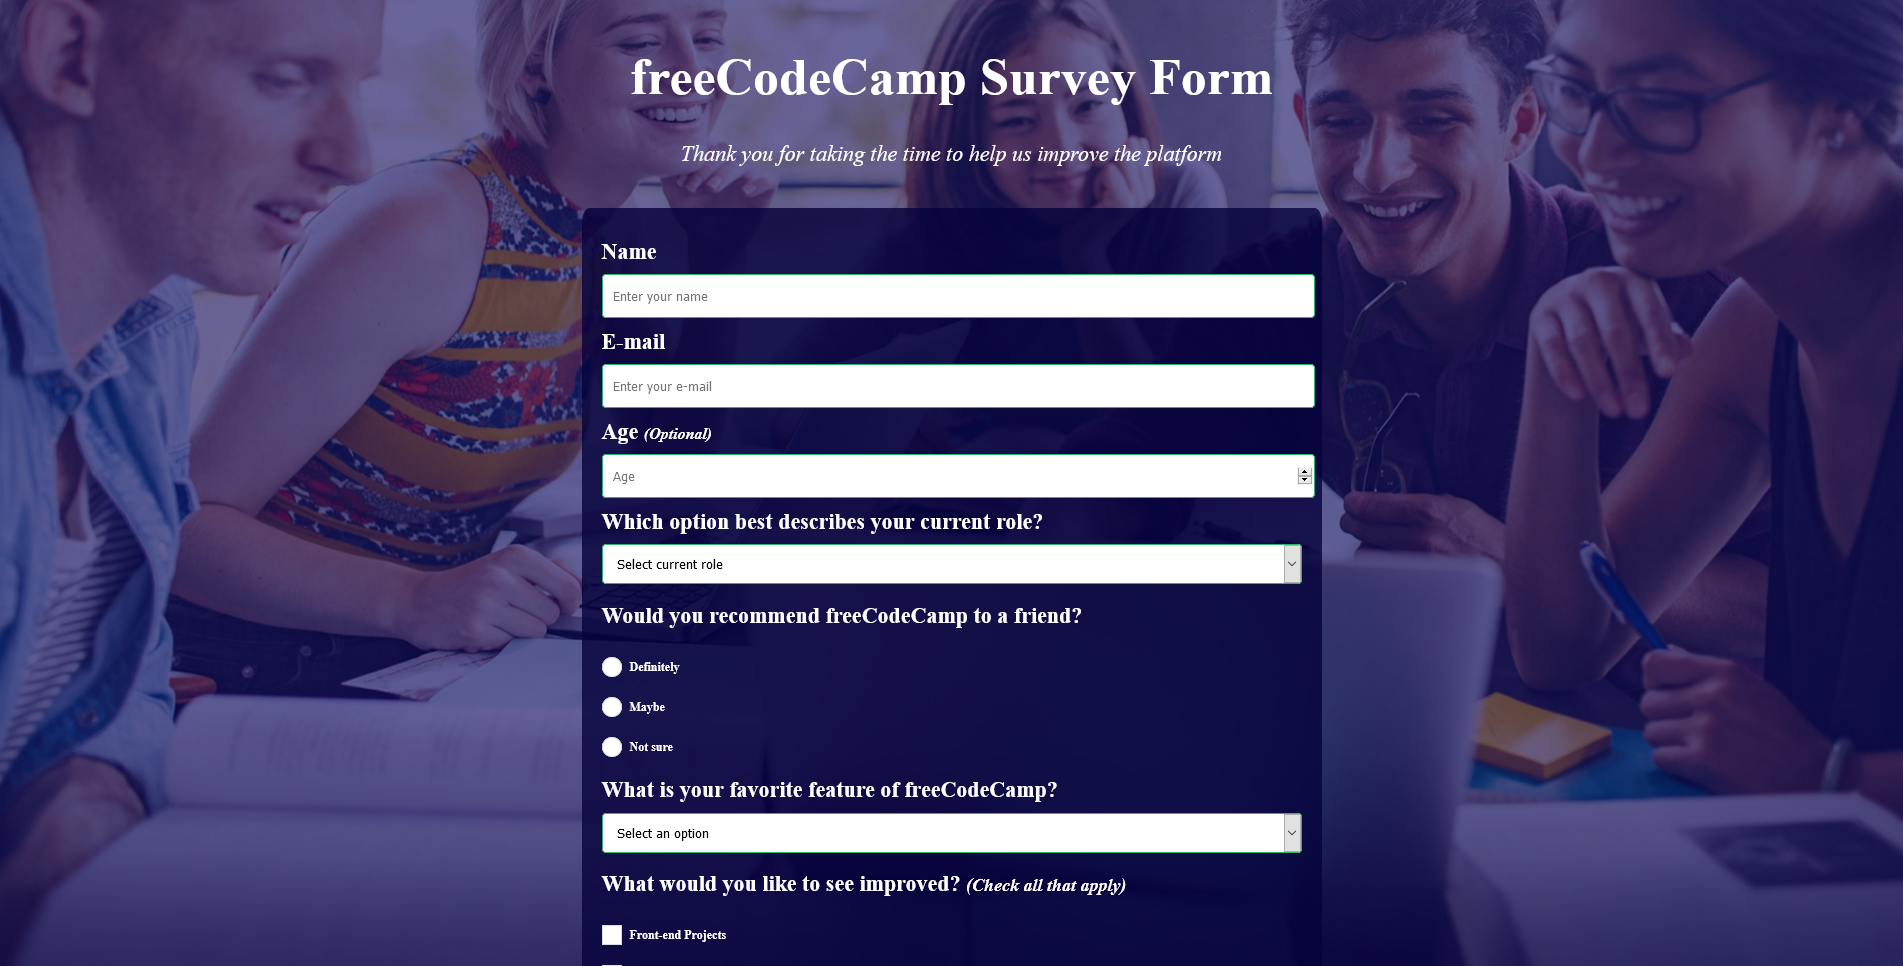 freeCodeCamp Survey Form
Thank you for taking the time to help us improve the platform
Name
Enter your name
E-mail
Enter your e-mail
Age (Optional)
Age
Which option best describes your current role?
Select current role
Would you recommend freeCodeCamp to a friend?
Definitely
Maybe
Not sure
What is your favorite feature of freeCodeCamp?
Select an option
What would you like to see improved? (Check all that apply)
Front-end Projects